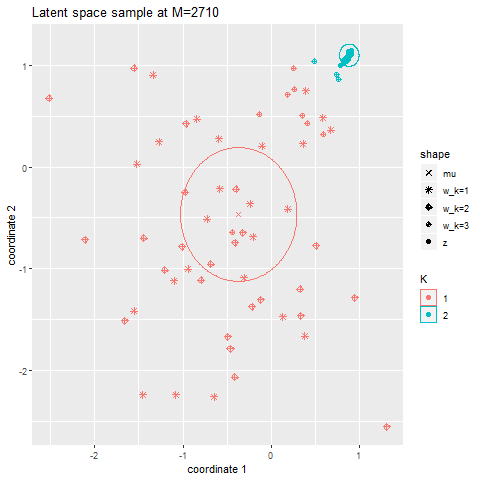 Latent space sample at M=2710
coordinate 2
1
0
-1
-2
-2
-1
0
1
coordinate 1
shape
mu
w_k=1
w_k=2
w_k=3
z
K
1
2